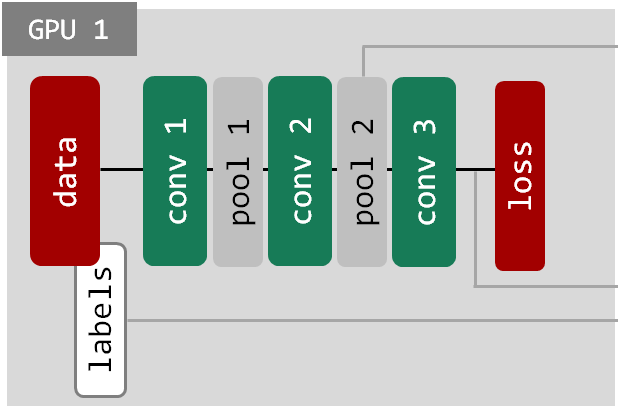 GPU 1
data
conv 1
pool 1
conv 2
pool 2
conv 3
loss
labels